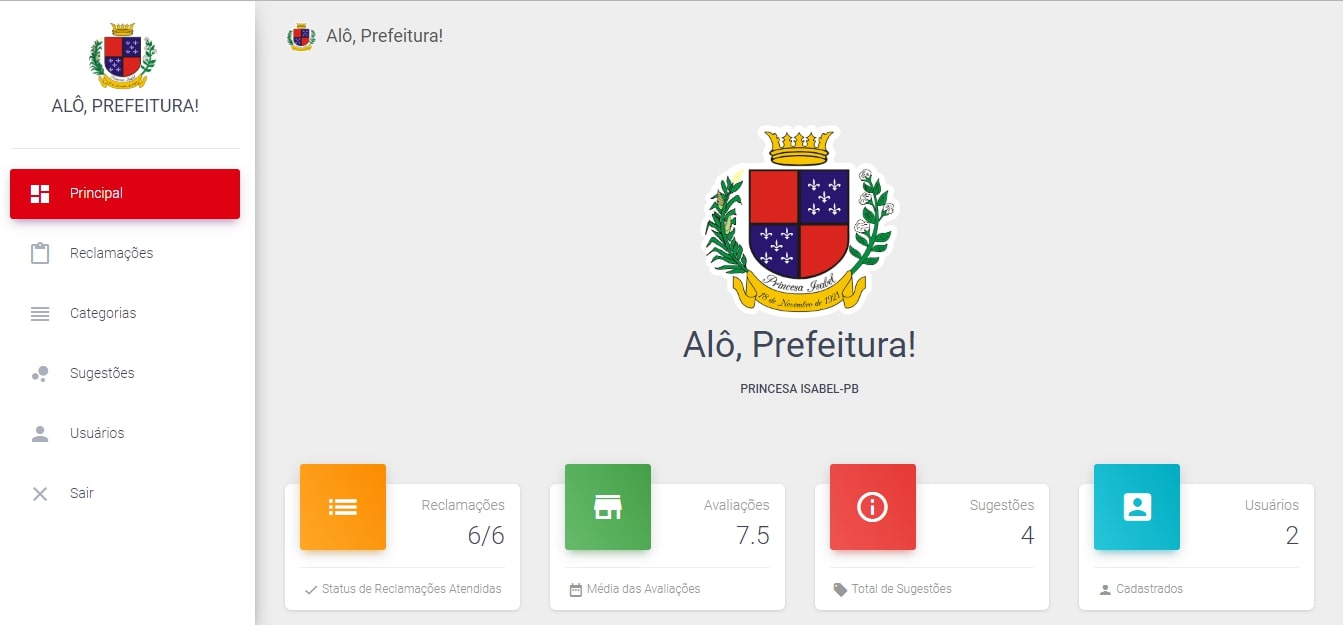 ALÔ, PREFEITURA!
Principal
Reclamações
Categorias
Sugestões
Usuários
Sair
Alô, Prefeitura!
Princesa Isabel
18 de Novembro de 1921
Alô, Prefeitura!
PRINCESA ISABEL-PB
Reclamações
6/6
Status de Reclamações Atendidas
Avaliações
7.5
Média das Avaliações
Sugestões
4
Total de Sugestões
Usuários
2
Cadastrados